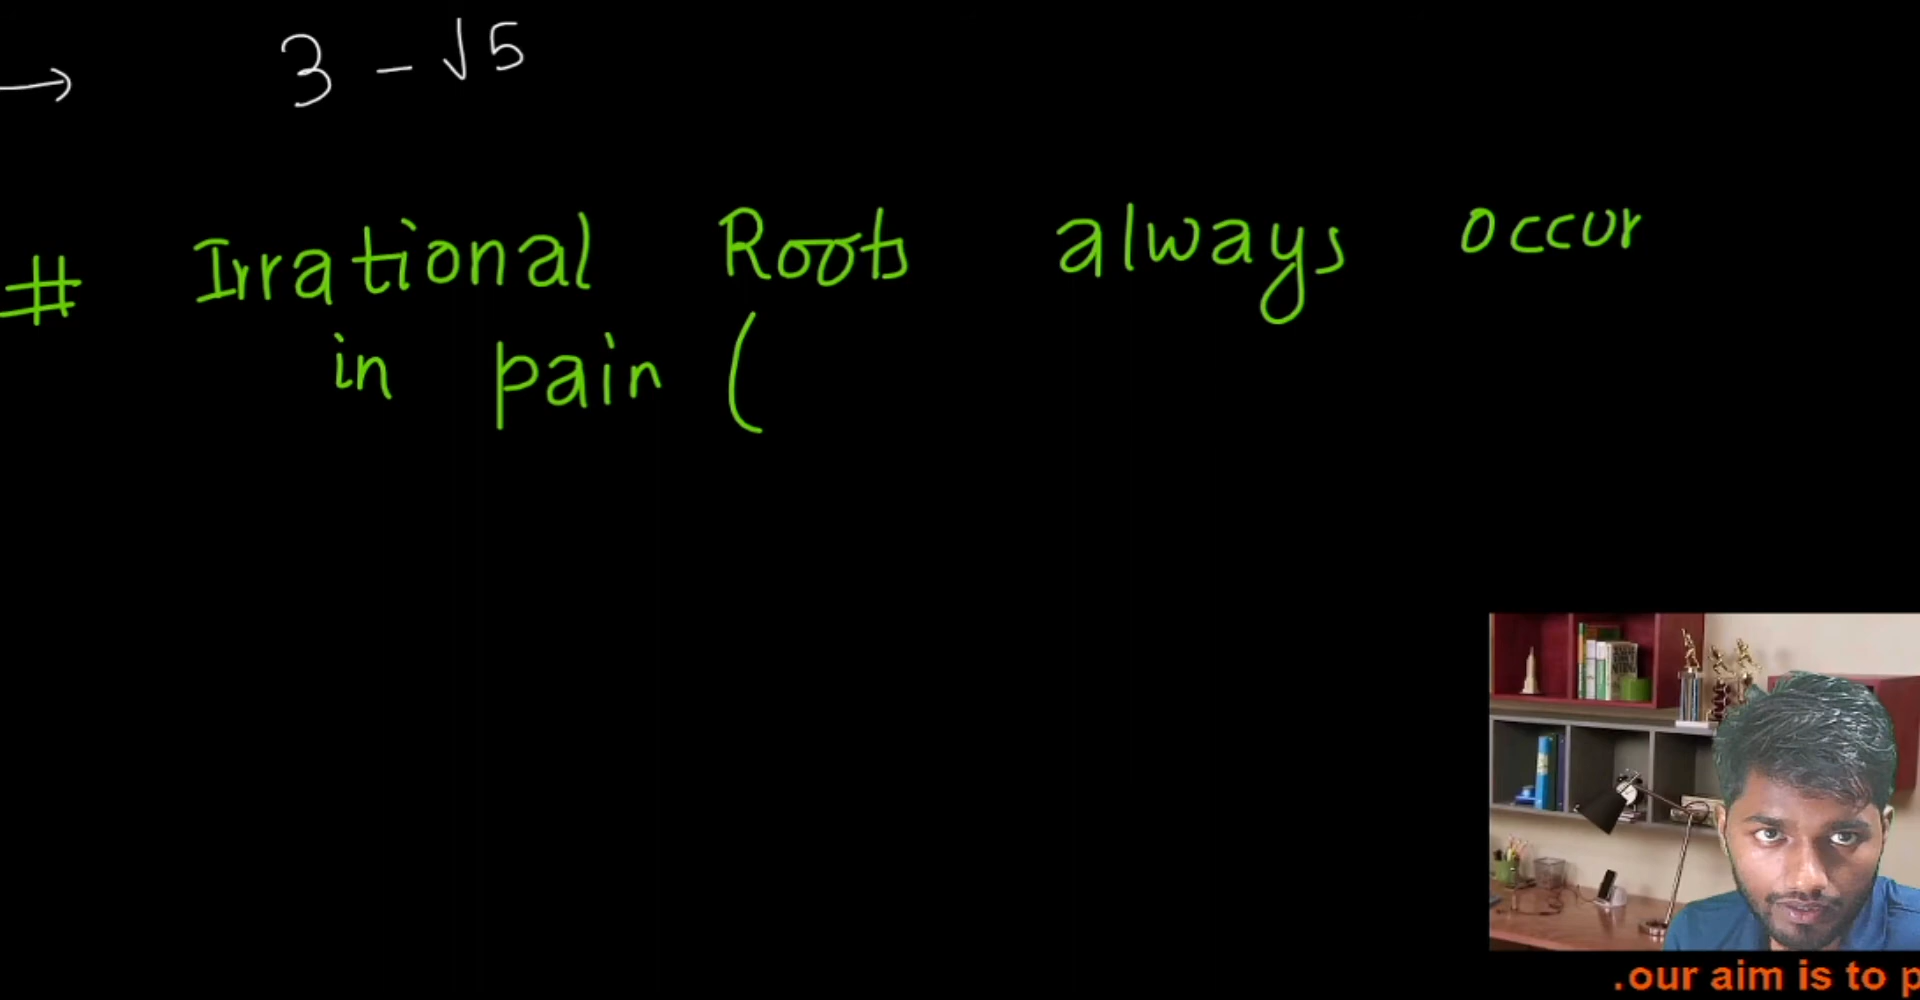 → 3 - √5
# Irrational Roots always occur
in pain (
.our aim is to p